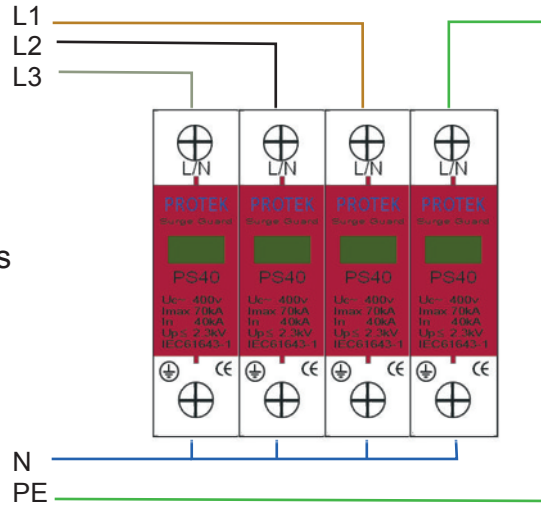 L1
L2
L3
L/N L/N L/N L/N
PROTEK PROTEK PROTEK PROTEK
Surge Guard Surge Guard Surge Guard Surge Guard
s
PS40 PS40 PS40 PS40
Uc~ 400v Uc~ 400v Uc~ 400v Uc~ 400v
Imax 70kA Imax 70kA Imax 70kA Imax 70kA
In 40kA In 40kA In 40kA In 40kA
Up≤ 2.3kV Up≤ 2.3kV Up≤ 2.3kV Up≤ 2.3kV
IEC61643-1 IEC61643-1 IEC61643-1 IEC61643-1
CE CE CE CE
N
PE